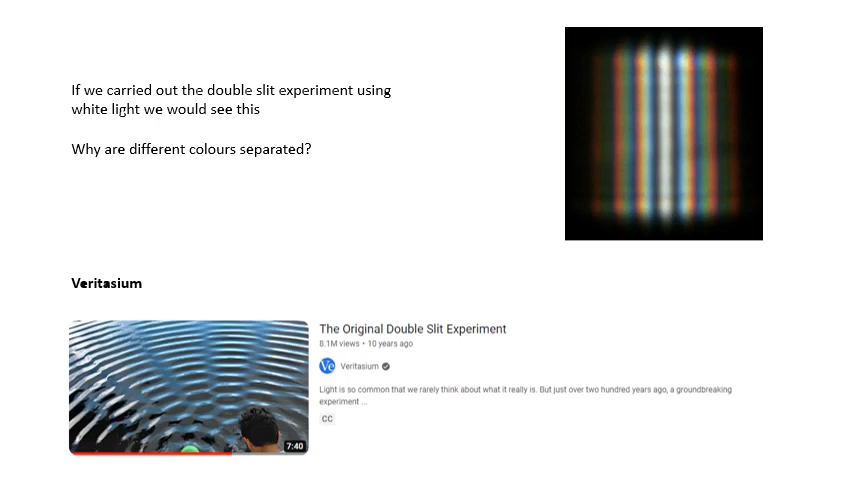 If we carried out the double slit experiment using
white light we would see this
Why are different colours separated?
Veritasium
7:40
The Original Double Slit Experiment
8.1M views • 10 years ago
Ve
Veritasium
Light is so common that we rarely think about what it really is. But just over two hundred years ago, a groundbreaking
experiment ...
CC